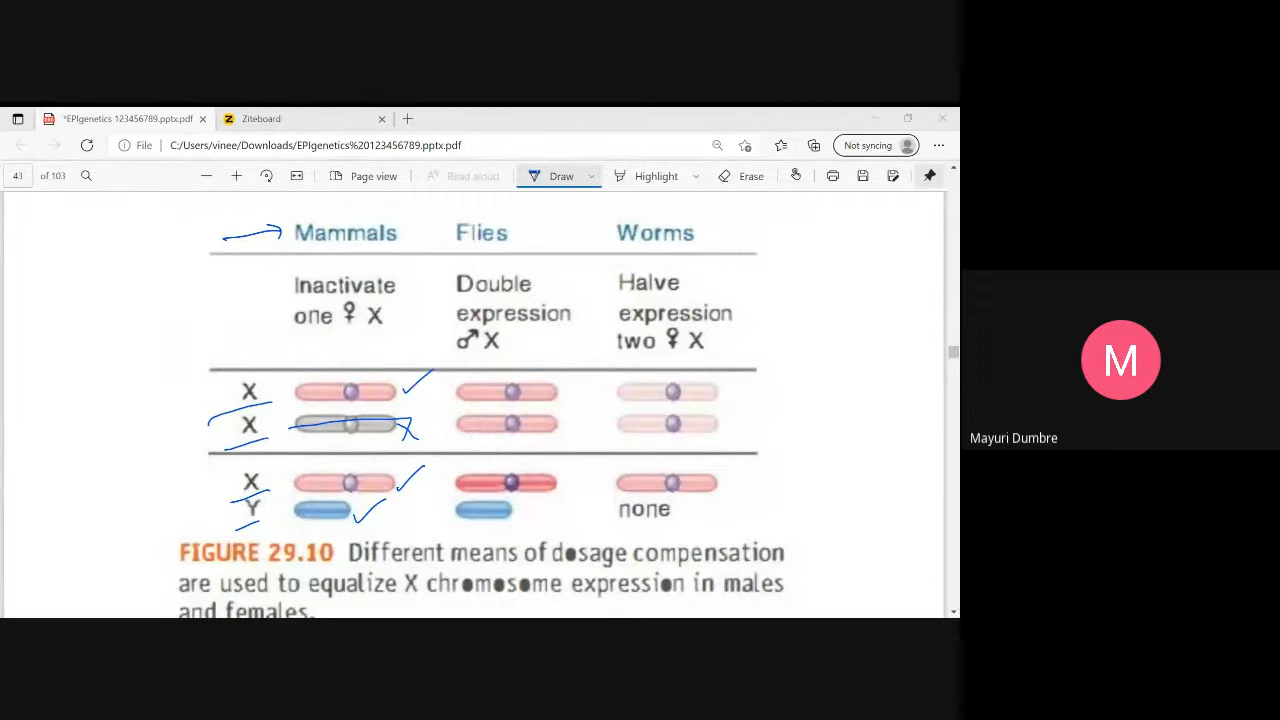 *EPIgenetics 123456789.pptx.pdf
Ziteboard
File C:/Users/vinee/Downloads/EPIgenetics%20123456789.pptx.pdf
Not syncing
43 of 103
Page view
Read aloud
Draw
Highlight
Erase
Mammals Flies Worms
Inactivate Double Halve
one ♀ X expression expression
♂ X two ♀ X
X
X
X
Y none
FIGURE 29.10 Different means of dosage compensation
are used to equalize X chromosome expression in males
and females.
M
Mayuri Dumbre